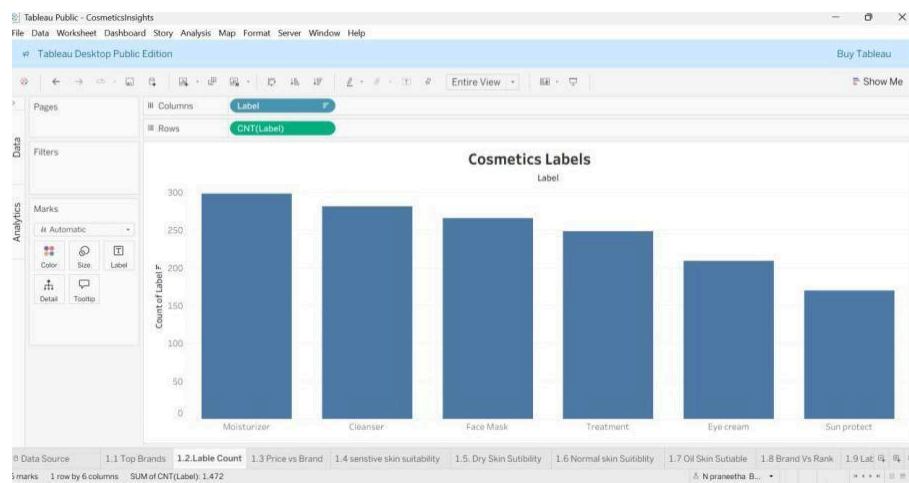 Tableau Public - CosmeticsInsights
File Data Worksheet Dashboard Story Analysis Map Format Server Window Help
Tableau Desktop Public Edition Buy Tableau
Entire View Show Me
Pages
Columns Label
Rows CNT(Label)
Data
Filters
Cosmetics Labels
Label
Analytics
Marks
Automatic
Color Size Label
Detail Tooltip
Count of Label
300
250
200
150
100
50
0
Moisturizer Cleanser Face Mask Treatment Eye cream Sun protect
Data Source 1.1 Top Brands 1.2.Lable Count 1.3 Price vs Brand 1.4 senstive skin suitability 1.5. Dry Skin Sutibility 1.6 Normal skin Suitiblity 1.7 Oil Skin Sutiable 1.8 Brand Vs Rank 1.9 Lab
marks 1 row by 6 columns SUM of CNT(Label): 1.472 N praneetha B...